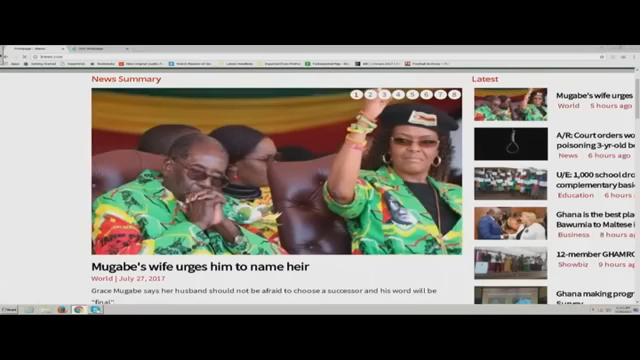 News Summary
Latest
1 2 3 4 5 6 7 8
Mugabe's wife urges him to name heir
World | July 27, 2017
Grace Mugabe says her husband should not be afraid to choose a successor and his word will be
"final".
Mugabe's wife urges
World 5 hours ago
A/R: Court orders wo
poisoning 3-yr-old b
News 6 hours ago
U/E: 1,000 school dro
complementary basi
Education 6 hours
Ghana is the best pla
Bawumia to Maltese i
Business 8 hours a
12-member GHAMRO
Showbiz 9 hours ag
Ghana making progr
Survey